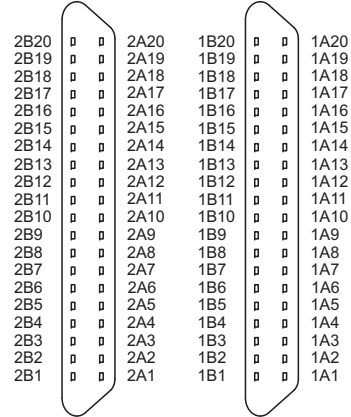 2B20 2A20 1B20 1A20
2B19 2A19 1B19 1A19
2B18 2A18 1B18 1A18
2B17 2A17 1B17 1A17
2B16 2A16 1B16 1A16
2B15 2A15 1B15 1A15
2B14 2A14 1B14 1A14
2B13 2A13 1B13 1A13
2B12 2A12 1B12 1A12
2B11 2A11 1B11 1A11
2B10 2A10 1B10 1A10
2B9 2A9 1B9 1A9
2B8 2A8 1B8 1A8
2B7 2A7 1B7 1A7
2B6 2A6 1B6 1A6
2B5 2A5 1B5 1A5
2B4 2A4 1B4 1A4
2B3 2A3 1B3 1A3
2B2 2A2 1B2 1A2
2B1 2A1 1B1 1A1